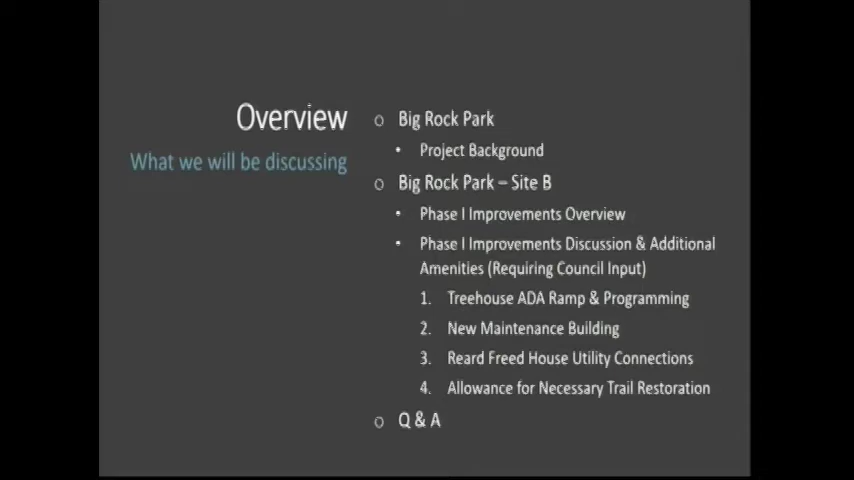 Overview
What we will be discussing
o Big Rock Park
• Project Background
o Big Rock Park – Site B
• Phase I Improvements Overview
• Phase I Improvements Discussion & Additional
Amenities (Requiring Council Input)
1. Treehouse ADA Ramp & Programming
2. New Maintenance Building
3. Reard Freed House Utility Connections
4. Allowance for Necessary Trail Restoration
o Q & A